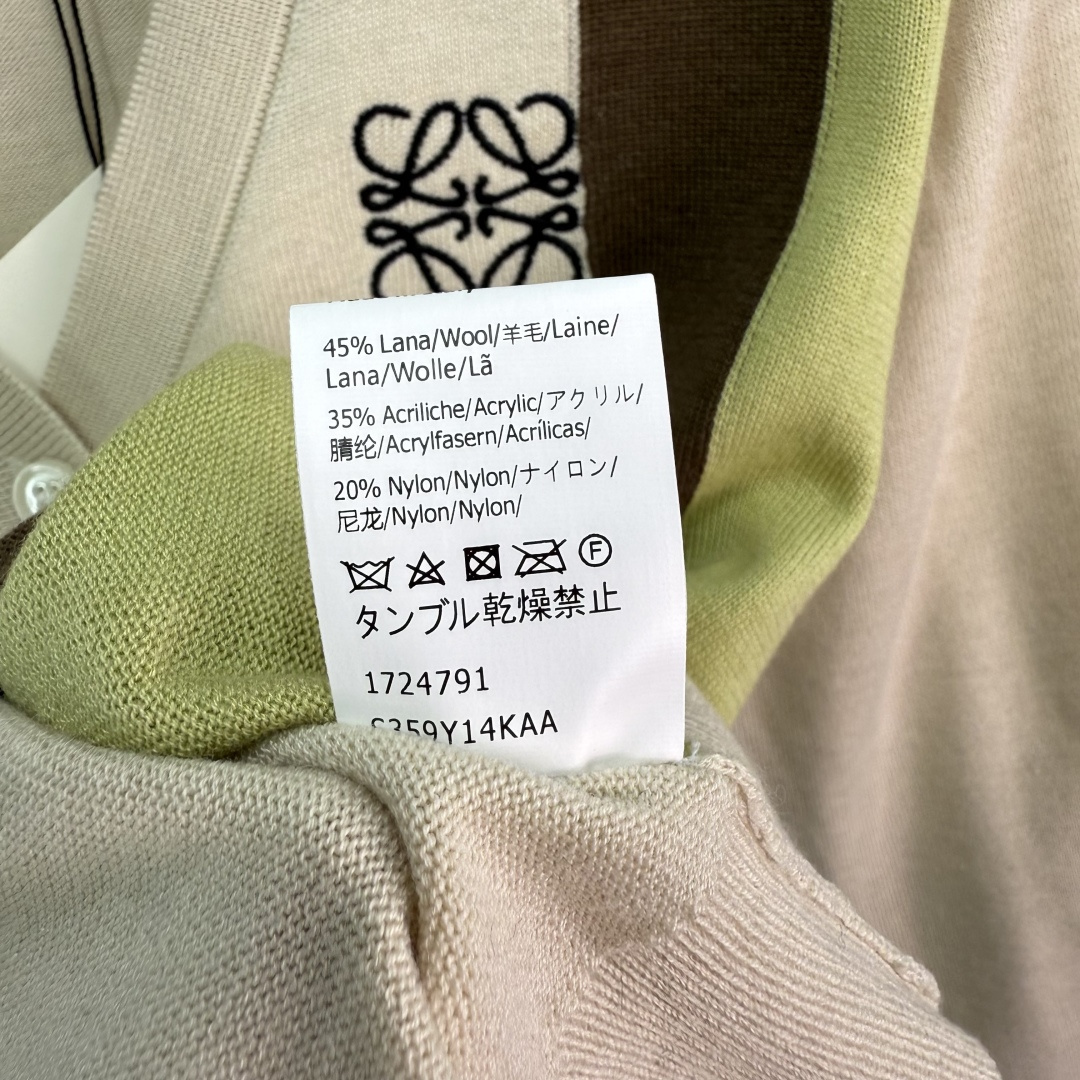 45% Lana/Wool/羊毛/Laine/
Lana/Wolle/Lã
35% Acriliche/Acrylic/アクリル/
腈纶/Acrylfasern/Acrílicas/
20% Nylon/Nylon/ナイロン/
尼龙/Nylon/Nylon/
F
タンブル乾燥禁止
1724791
S359Y14KAA